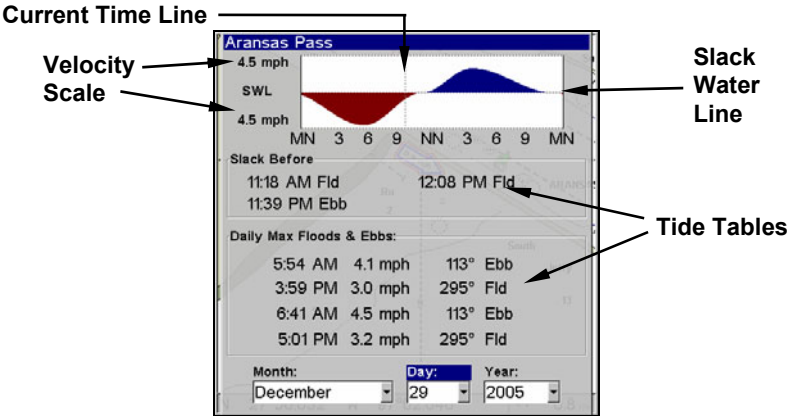 Current Time Line
Aransas Pass
Velocity Scale
4.5 mph
SWL
4.5 mph
Slack Water Line
MN 3 6 9 NN 3 6 9 MN
Slack Before
11:18 AM Fld 12:08 PM Fld
11:39 PM Ebb
Tide Tables
Daily Max Floods & Ebbs:
5:54 AM 4.1 mph 113° Ebb
3:59 PM 3.0 mph 295° Fld
6:41 AM 4.5 mph 113° Ebb
5:01 PM 3.2 mph 295° Fld
Month: Day: Year:
December 29 2005